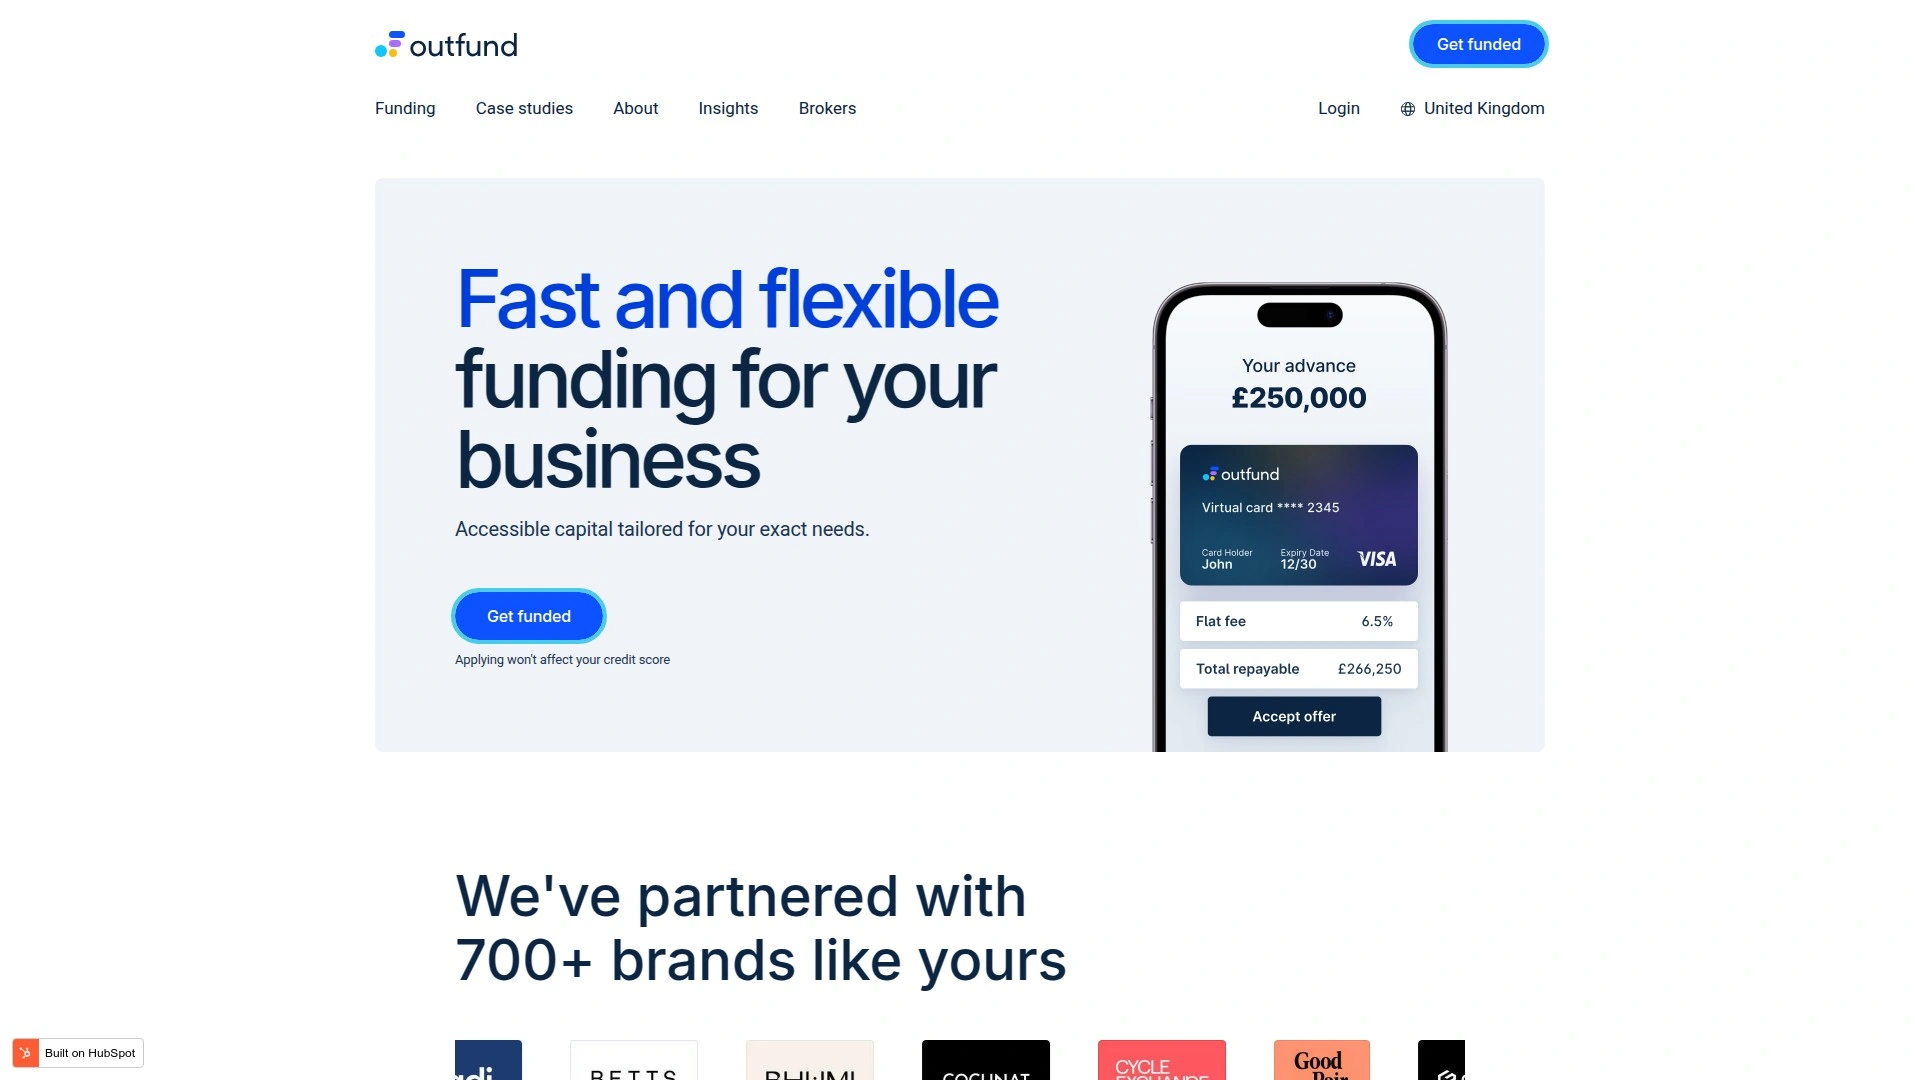 outfund
Get funded
Funding
Case studies
About
Insights
Brokers
Login
United Kingdom
Fast and flexible
funding for your
business
Accessible capital tailored for your exact needs.
Get funded
Applying won't affect your credit score
Your advance
£250,000
outfund
Virtual card **** 2345
Card Holder
John
Expiry Date
12/30
VISA
Flat fee
6.5%
Total repayable
£266,250
Accept offer
We've partnered with
700+ brands like yours
BETTS
COCUNAT
CYCLE
EXCHANGE
Good
Pair
Built on HubSpot